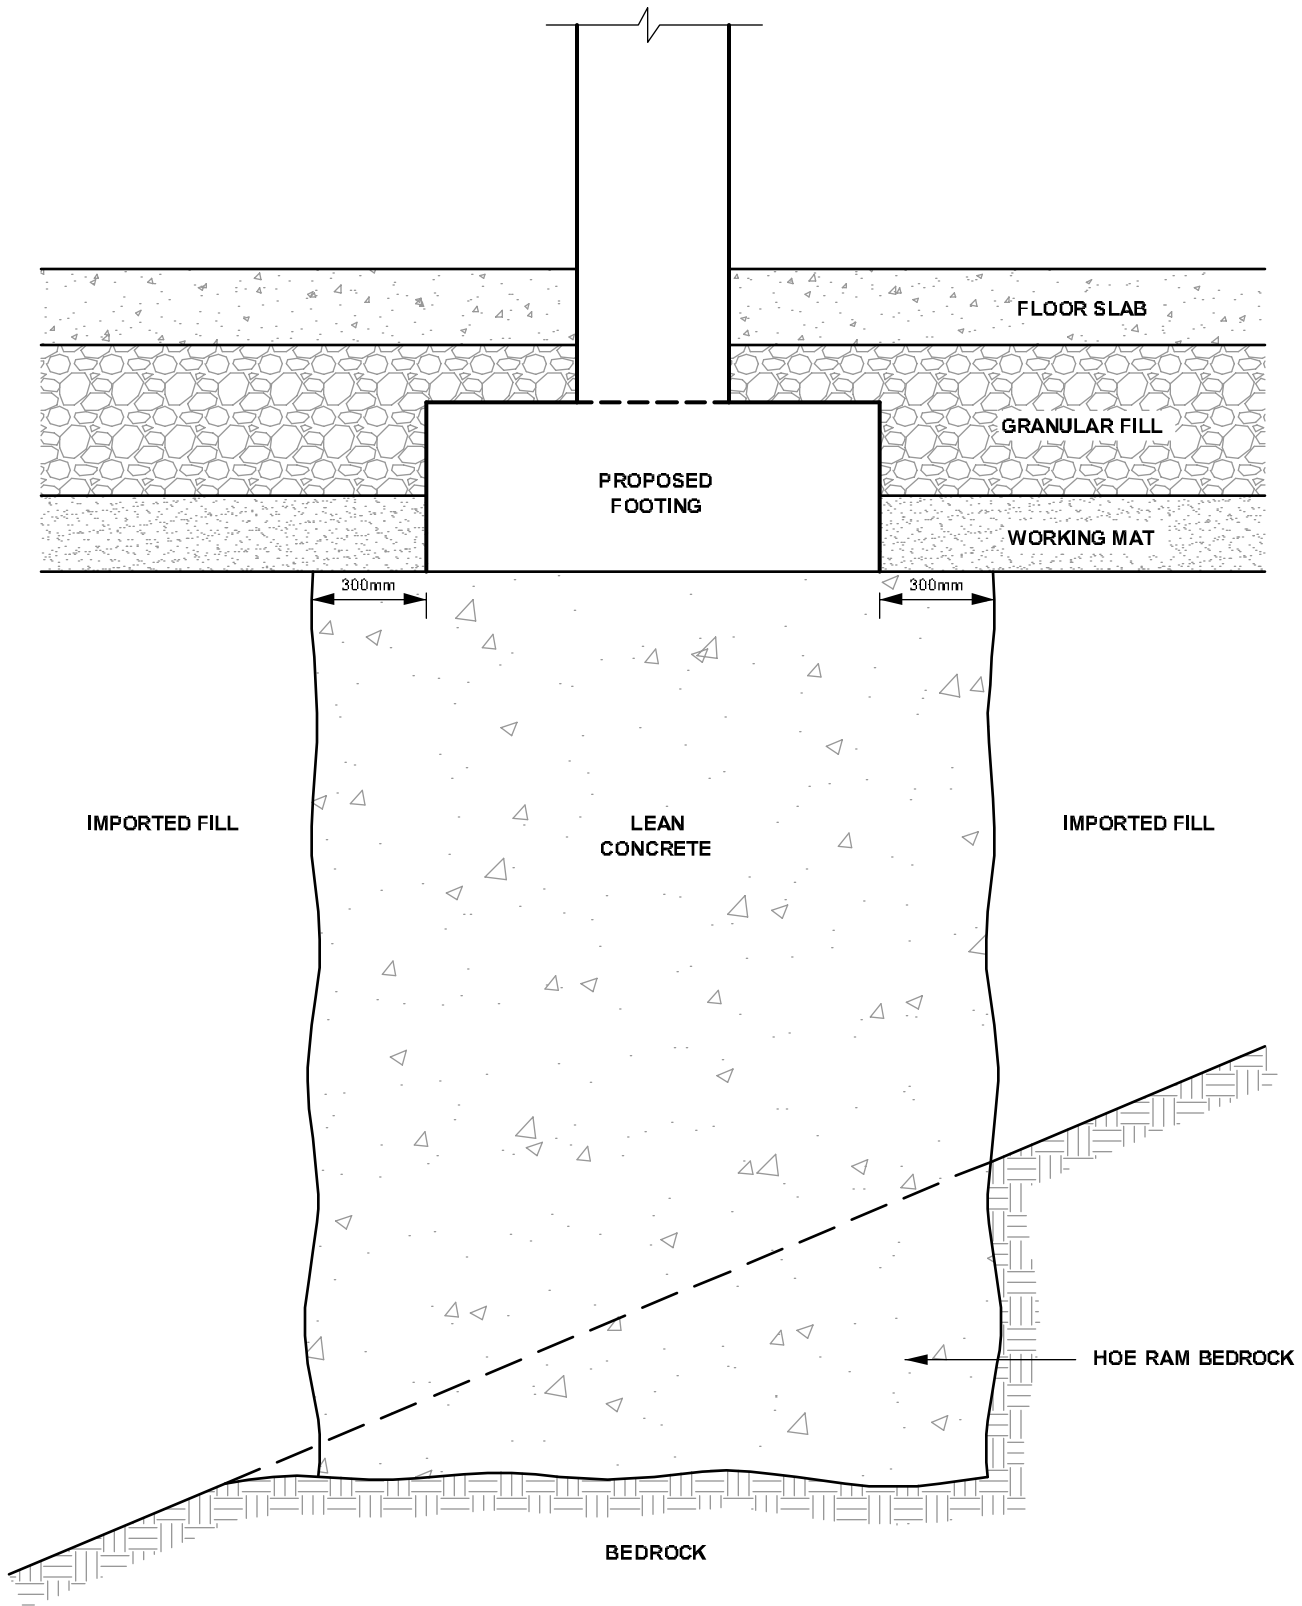 FLOOR SLAB
GRANULAR FILL
PROPOSED
FOOTING
WORKING MAT
300mm
300mm
IMPORTED FILL
LEAN
CONCRETE
IMPORTED FILL
HOE RAM BEDROCK
BEDROCK